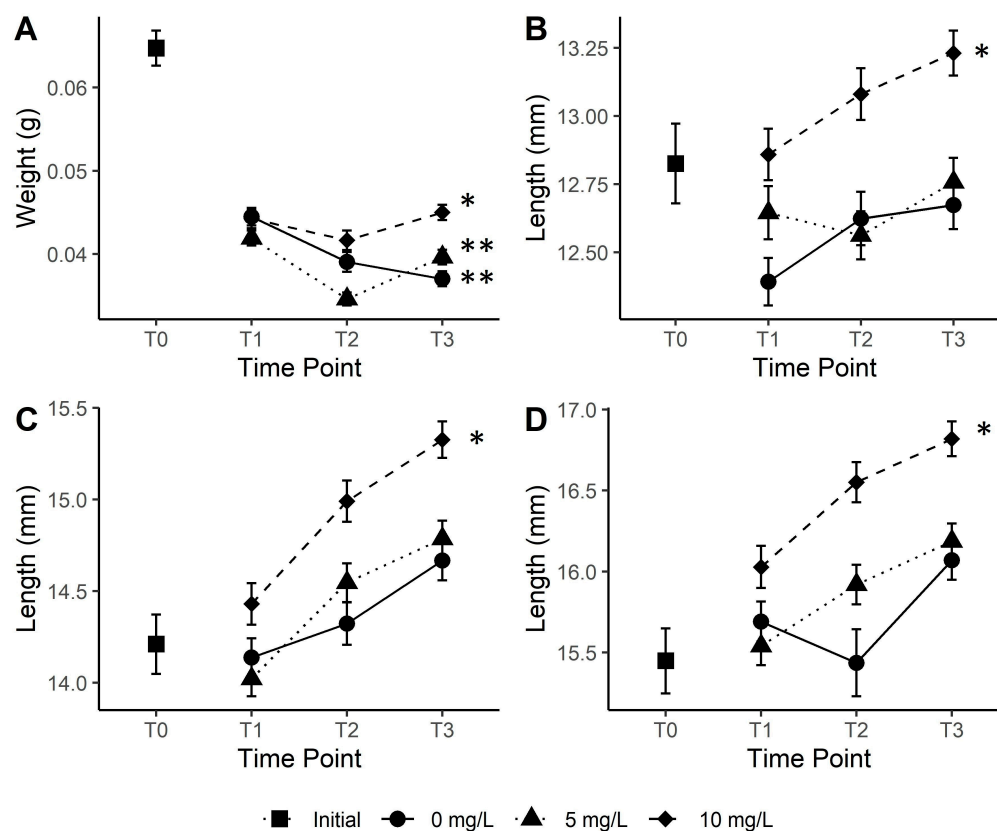 A
Weight (g)
0.06
0.05
0.04
*
**
**
T0 T1 T2 T3
Time Point
B
Length (mm)
13.25
13.00
12.75
12.50
*
T0 T1 T2 T3
Time Point
C
Length (mm)
15.5
15.0
14.5
14.0
*
T0 T1 T2 T3
Time Point
D
Length (mm)
17.0
16.5
16.0
15.5
*
T0 T1 T2 T3
Time Point
Initial 0 mg/L 5 mg/L 10 mg/L